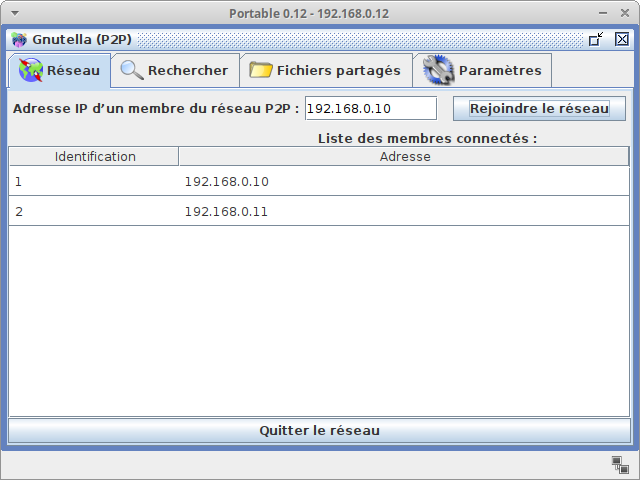 Portable 0.12 - 192.168.0.12
Gnutella (P2P)
Réseau Rechercher Fichiers partagés Paramètres
Adresse IP d’un membre du réseau P2P : 192.168.0.10 Rejoindre le réseau
Liste des membres connectés :
Identification Adresse
1 192.168.0.10
2 192.168.0.11
Quitter le réseau